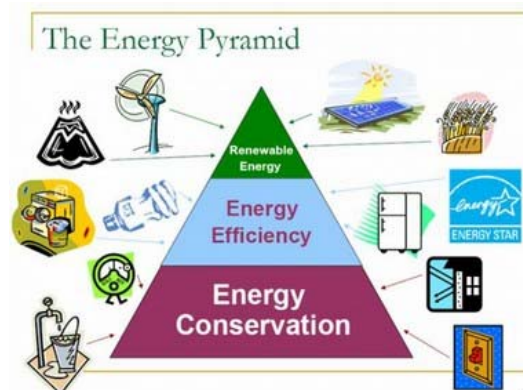 The Energy Pyramid
Renewable
Energy
Energy
Efficiency
energy
ENERGY STAR
Energy
Conservation